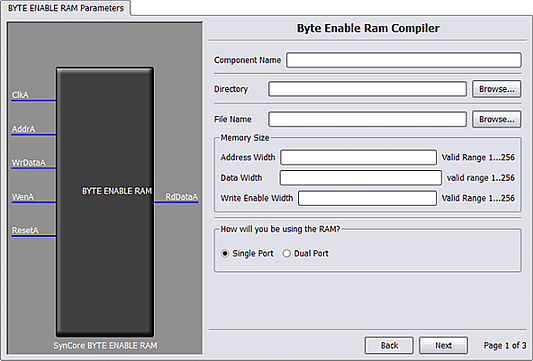 BYTE ENABLE RAM Parameters
Byte Enable Ram Compiler
ClkA
AddrA
WrDataA
WenA
ResetA
BYTE ENABLE RAM
RdDataA
SynCore BYTE ENABLE RAM
Component Name
Directory
Browse...
File Name
Browse...
Memory Size
Address Width
Valid Range 1...256
Data Width
valid range 1..256
Write Enable Width
Valid Range 1...256
How will you be using the RAM?
Single Port
Dual Port
Back
Next
Page 1 of 3